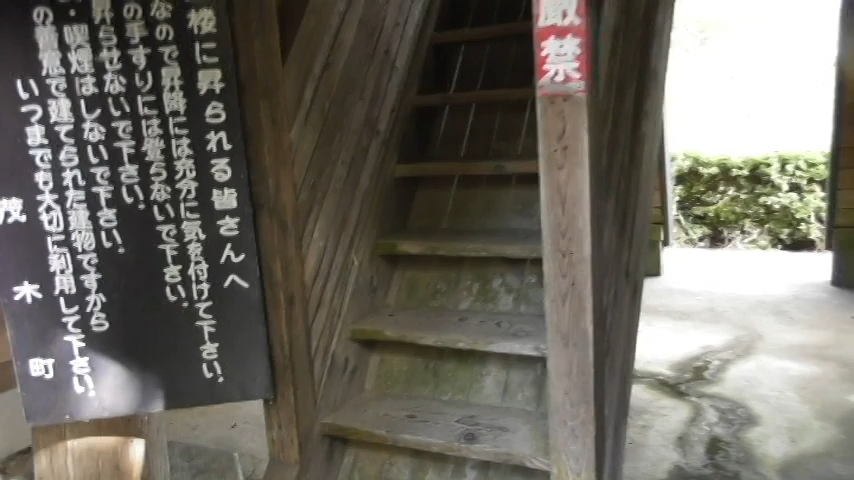 楼に昇られる皆さんへ
なので昇降には充分に気を付けて下さい。
の手すりには登らないで下さい。
昇らせないで下さい。
・喫煙はしないで下さい。
の善意で建てられた建物ですから
いつまでも大切に利用して下さい。
茂木町
厳禁